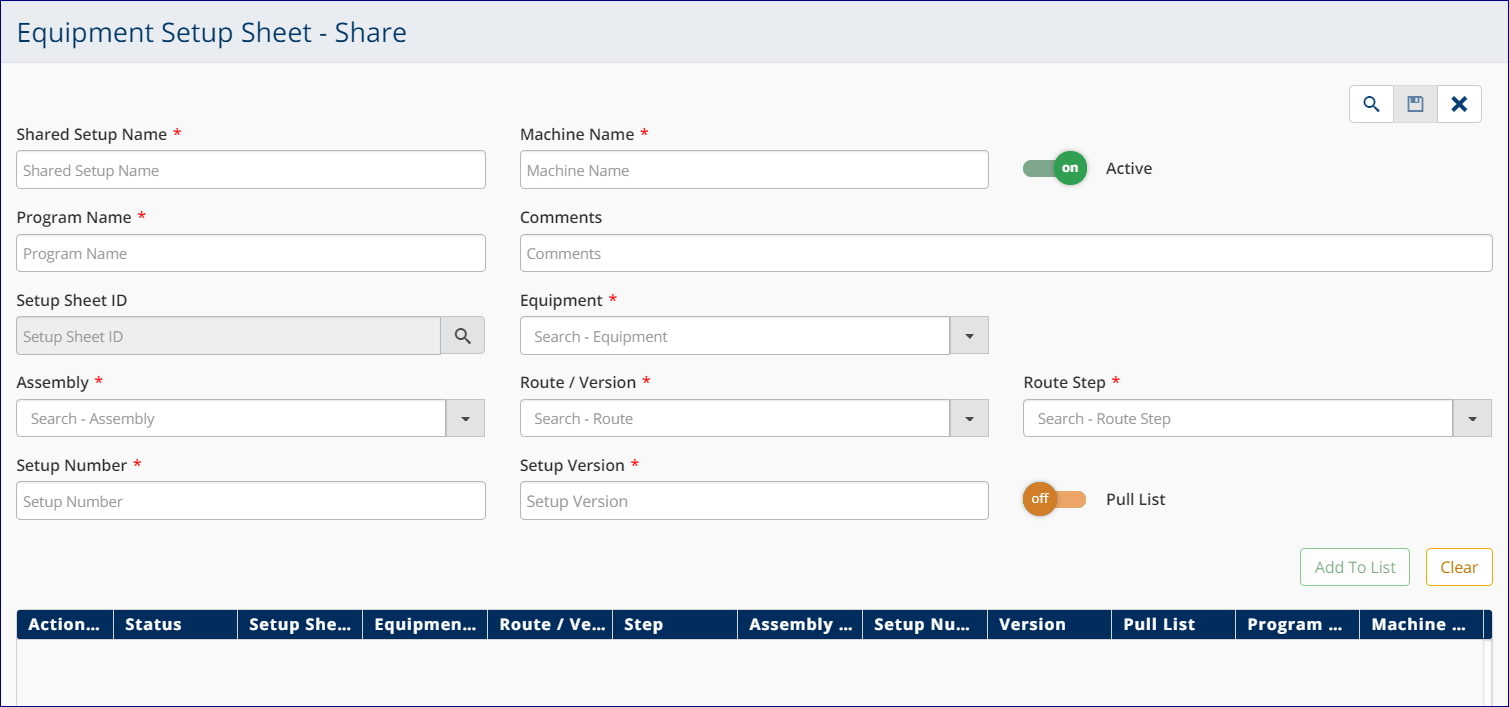 Equipment Setup Sheet - Share
Shared Setup Name * Machine Name *
Shared Setup Name Machine Name on Active
Program Name * Comments
Program Name Comments
Setup Sheet ID Equipment *
Setup Sheet ID Search - Equipment
Assembly * Route / Version * Route Step *
Search - Assembly Search - Route Search - Route Step
Setup Number * Setup Version *
Setup Number Setup Version off Pull List
Add To List Clear
Action... Status Setup She... Equipmen... Route / Ve... Step Assembly ... Setup Nu... Version Pull List Program ... Machine ...